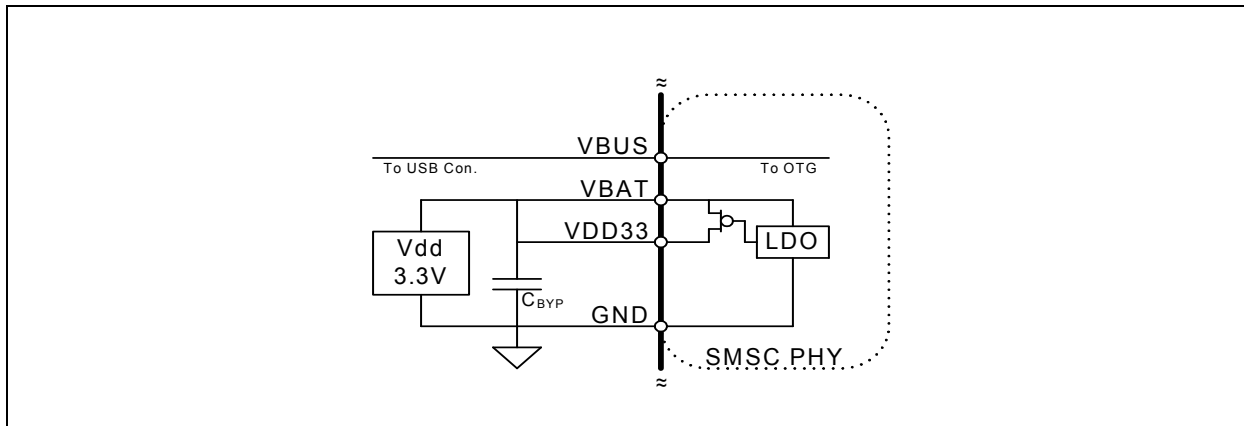 VBUS
To USB Con.
To OTG
VBAT
VDD33
Vdd
3.3V
LDO
CBYP
GND
SMSC PHY